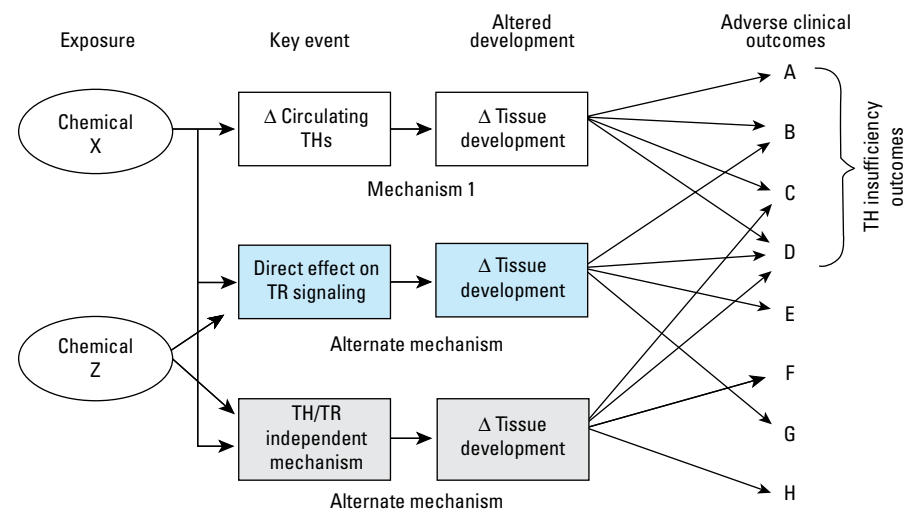 Exposure
Key event
Altered
development
Adverse clinical
outcomes
Chemical
X
Δ Circulating
THs
Δ Tissue
development
Mechanism 1
A
B
C
D
TH insufficiency
outcomes
Direct effect on
TR signaling
Δ Tissue
development
Alternate mechanism
E
Chemical
Z
TH/TR
independent
mechanism
Δ Tissue
development
Alternate mechanism
F
G
H